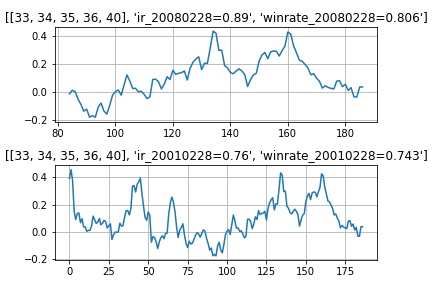 [[33, 34, 35, 36, 40], 'ir_20080228=0.89', 'winrate_20080228=0.806']
0.4
0.2
0.0
−0.2
80 100 120 140 160 180
[[33, 34, 35, 36, 40], 'ir_20010228=0.76', 'winrate_20010228=0.743']
0.4
0.2
0.0
−0.2
0 25 50 75 100 125 150 175